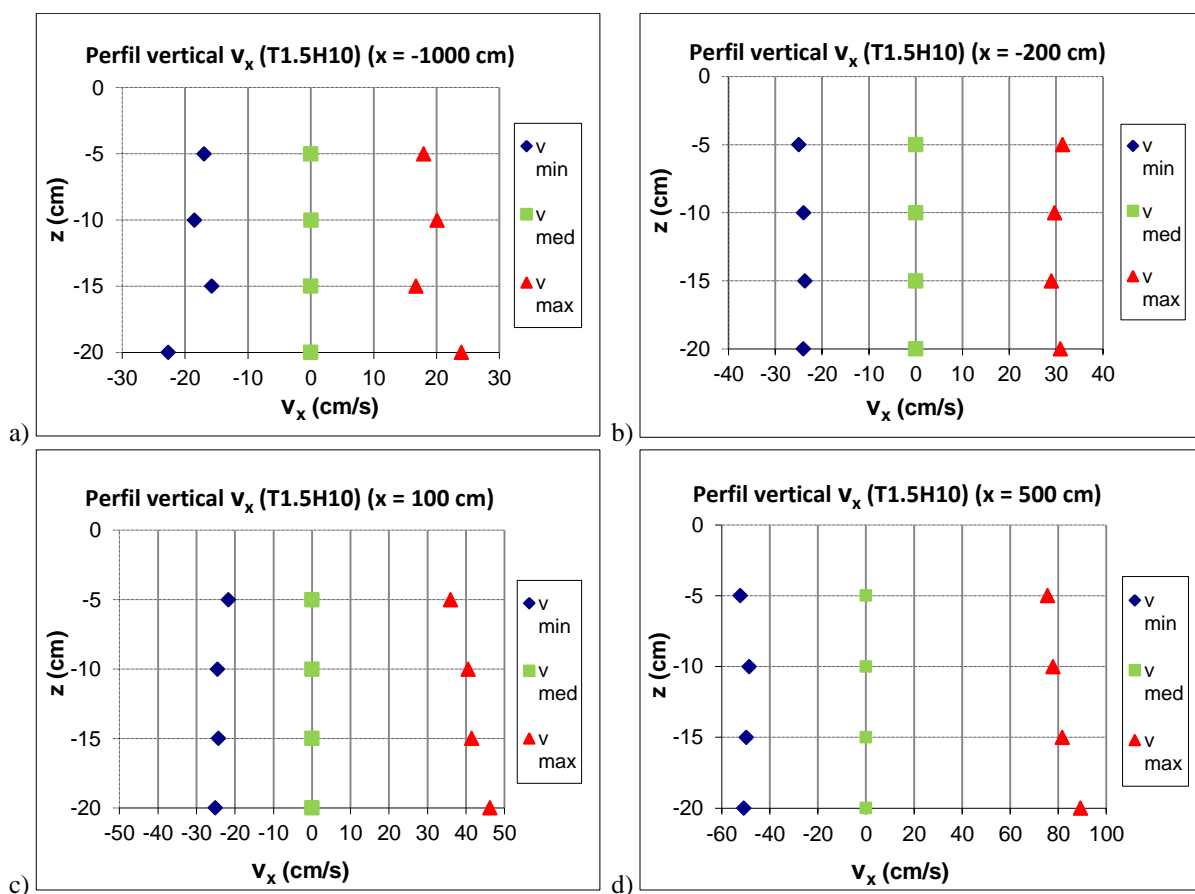 Perfil vertical vx (T1.5H10) (x = -1000 cm)
0
-5
-10
-15
-20
z (cm)
-30 -20 -10 0 10 20 30
vx (cm/s)
v
min
v
med
v
max
a)
Perfil vertical vx (T1.5H10) (x = -200 cm)
0
-5
-10
-15
-20
z (cm)
-40 -30 -20 -10 0 10 20 30 40
vx (cm/s)
v
min
v
med
v
max
b)
Perfil vertical vx (T1.5H10) (x = 100 cm)
0
-5
-10
-15
-20
z (cm)
-50 -40 -30 -20 -10 0 10 20 30 40 50
vx (cm/s)
v
min
v
med
v
max
c)
Perfil vertical vx (T1.5H10) (x = 500 cm)
0
-5
-10
-15
-20
z (cm)
-60 -40 -20 0 20 40 60 80 100
vx (cm/s)
v
min
v
med
v
max
d)